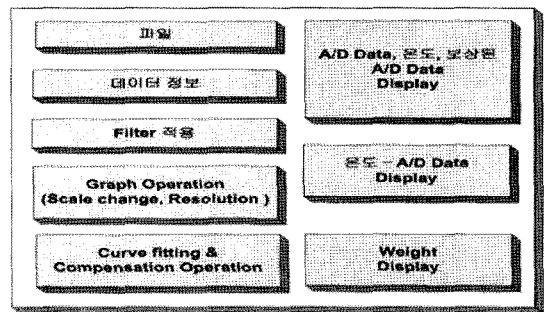 파일
데이터 정보
Filter 적용
Graph Operation
(Scale change, Resolution )
Curve fitting &
Compensation Operation
A/D Data, 온도, 보상된
A/D Data
Display
온도 - A/D Data
Display
Weight
Display